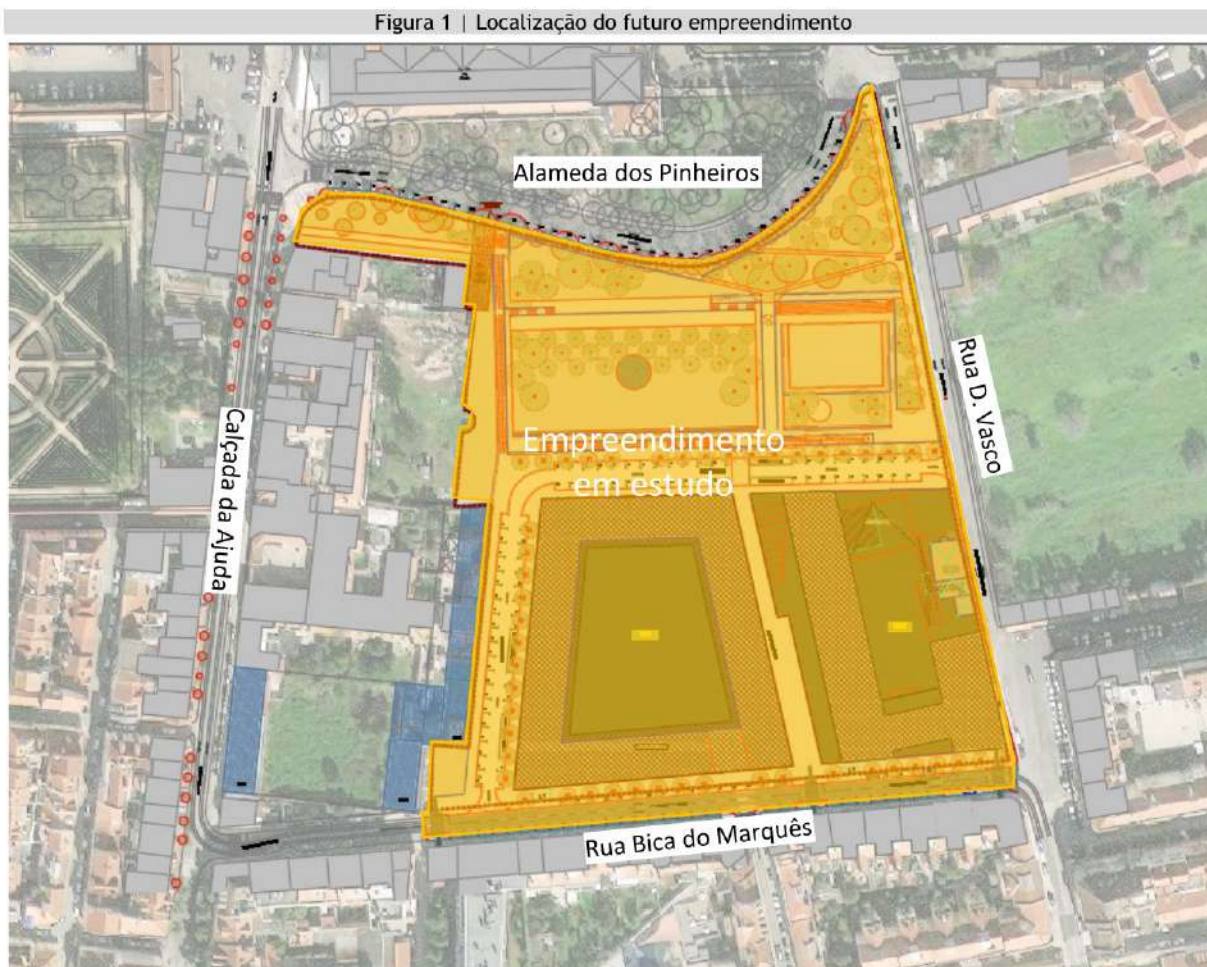 Figura 1 | Localização do futuro empreendimento
Alameda dos Pinheiros
Rua D. Vasco
Calçada da Ajuda
Empreendimento
em estudo
Rua Bica do Marquês